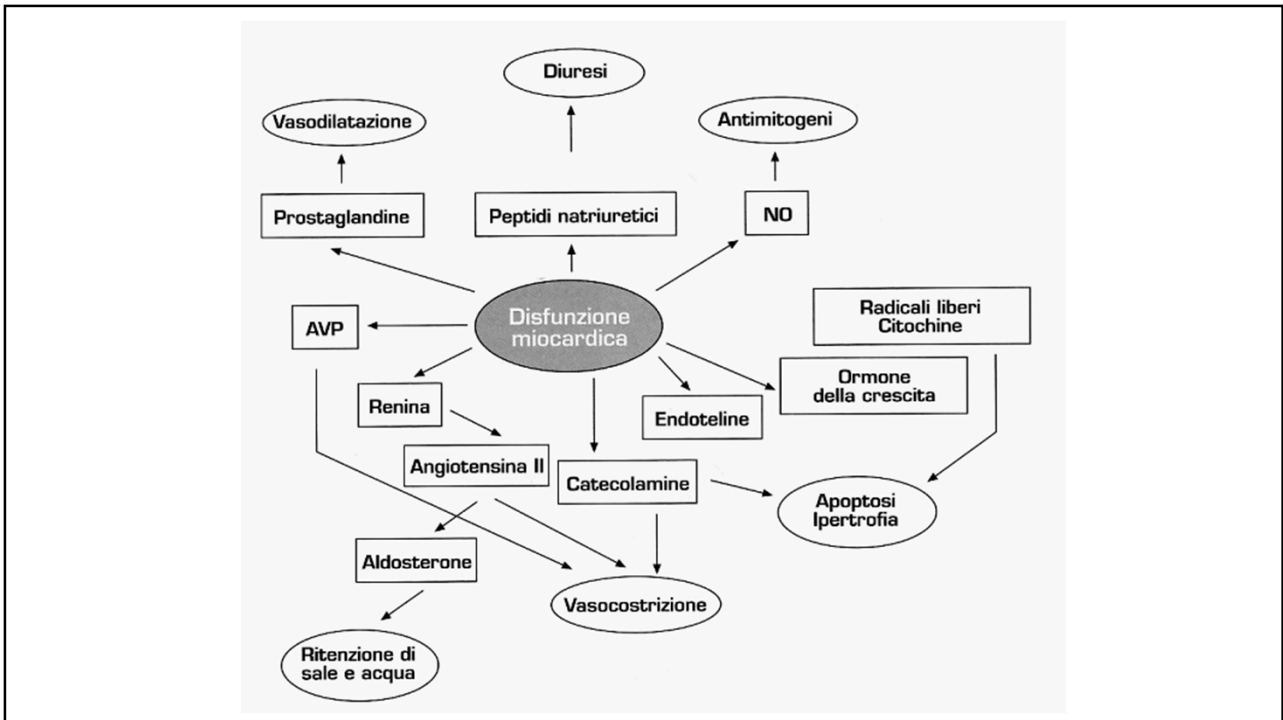 Diuresi
Vasodilatazione
Antimitogeni
Prostaglandine
Peptidi natriuretici
NO
AVP
Disfunzione
miocardica
Radicali liberi
Citochine
Ormone
della crescita
Renina
Endoteline
Angiotensina II
Catecolamine
Apoptosi
Ipertrofia
Aldosterone
Vasocostrizione
Ritenzione di
sale e acqua